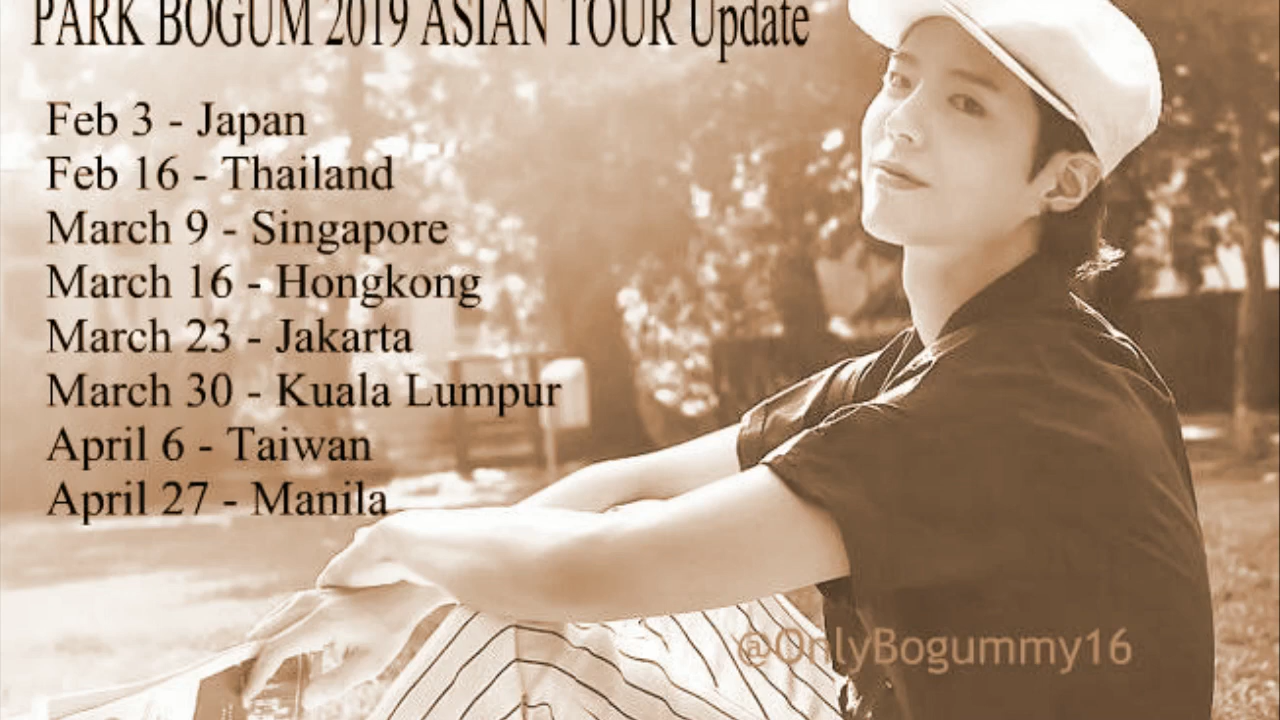 PARK BOGUM 2019 ASIAN TOUR Update
Feb 3 - Japan
Feb 16 - Thailand
March 9 - Singapore
March 16 - Hongkong
March 23 - Jakarta
March 30 - Kuala Lumpur
April 6 - Taiwan
April 27 - Manila
@OnlyBogummy16